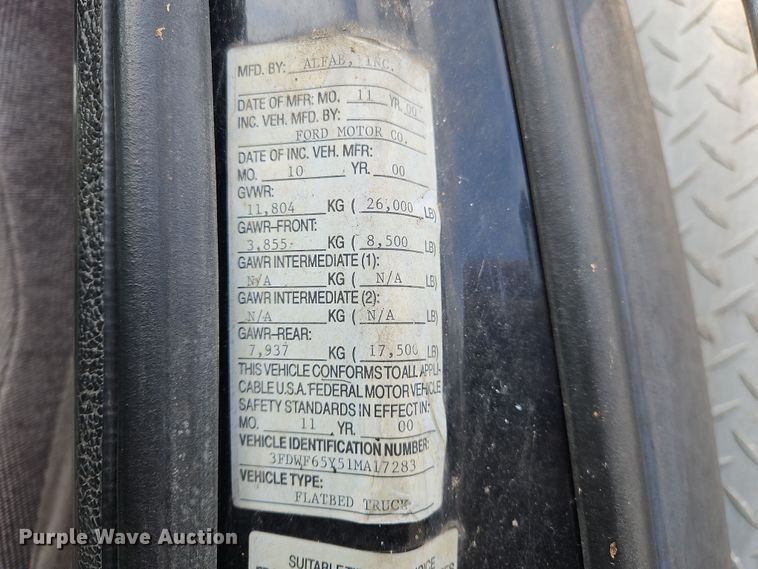 MFD. BY: ALFAB, INC.
DATE OF MFR: MO. 11 YR. 00
INC. VEH. MFD. BY:
FORD MOTOR CO.
DATE OF INC. VEH. MFR:
MO. 10 YR. 00
GVWR:
11,804 KG ( 26,000 LB)
GAWR-FRONT:
3,855 KG ( 8,500 LB)
GAWR INTERMEDIATE (1):
N/A KG ( N/A LB)
GAWR INTERMEDIATE (2):
N/A KG ( N/A LB)
GAWR-REAR:
7,937 KG ( 17,500 LB)
THIS VEHICLE CONFORMS TO ALL APPLI-
CABLE U.S.A. FEDERAL MOTOR VEHICLE
SAFETY STANDARDS IN EFFECT IN:
MO. 11 YR. 00
VEHICLE IDENTIFICATION NUMBER:
3FDWF65Y51MA17283
VEHICLE TYPE:
FLATBED TRUCK
SUITABLE
Purple Wave Auction